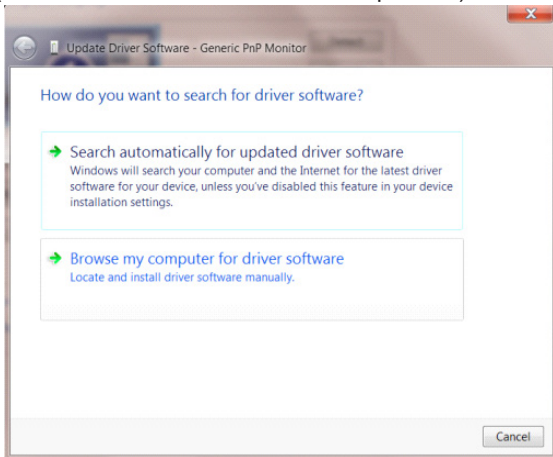 Update Driver Software - Generic PnP Monitor
How do you want to search for driver software?
Search automatically for updated driver software
Windows will search your computer and the Internet for the latest driver
software for your device, unless you've disabled this feature in your device
installation settings.
Browse my computer for driver software
Locate and install driver software manually.
Cancel